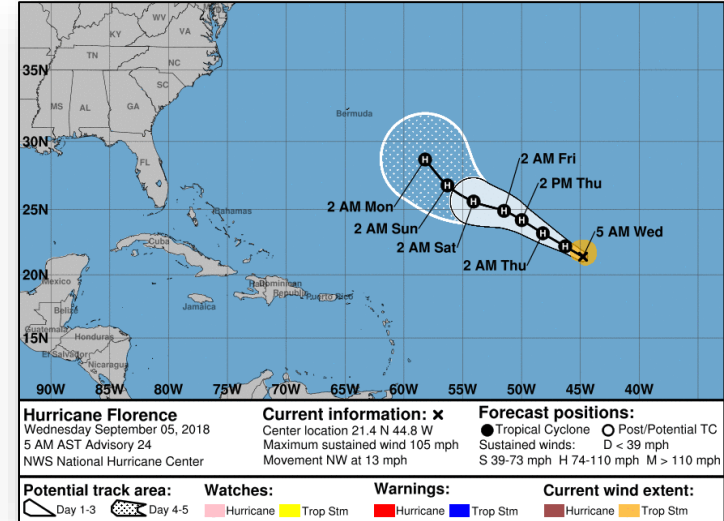 WV
KY
VA
TN
NC
SC
MS
AL
GA
FL
35N
30N
25N
20N
15N
Bermuda
Bahamas
Cuba
Mexico
Belize
Guatemala
Honduras
El Salvador
Nicaragua
Jamaica
Dominican
Republic
Puerto Rico
2 AM Fri
2 PM Thu
5 AM Wed
2 AM Mon
2 AM Sun
2 AM Sat
2 AM Thu
H
H
H
H
H
H
H
90W 85W 80W 75W 70W 65W 60W 55W 50W 45W 40W
Hurricane Florence
Wednesday September 05, 2018
5 AM AST Advisory 24
NWS National Hurricane Center
Current information: x
Center location 21.4 N 44.8 W
Maximum sustained wind 105 mph
Movement NW at 13 mph
Forecast positions:
Tropical Cyclone Post/Potential TC
Sustained winds: D < 39 mph
S 39-73 mph H 74-110 mph M > 110 mph
Potential track area:
Day 1-3 Day 4-5
Watches:
Hurricane Trop Stm
Warnings:
Hurricane Trop Stm
Current wind extent:
Hurricane Trop Stm